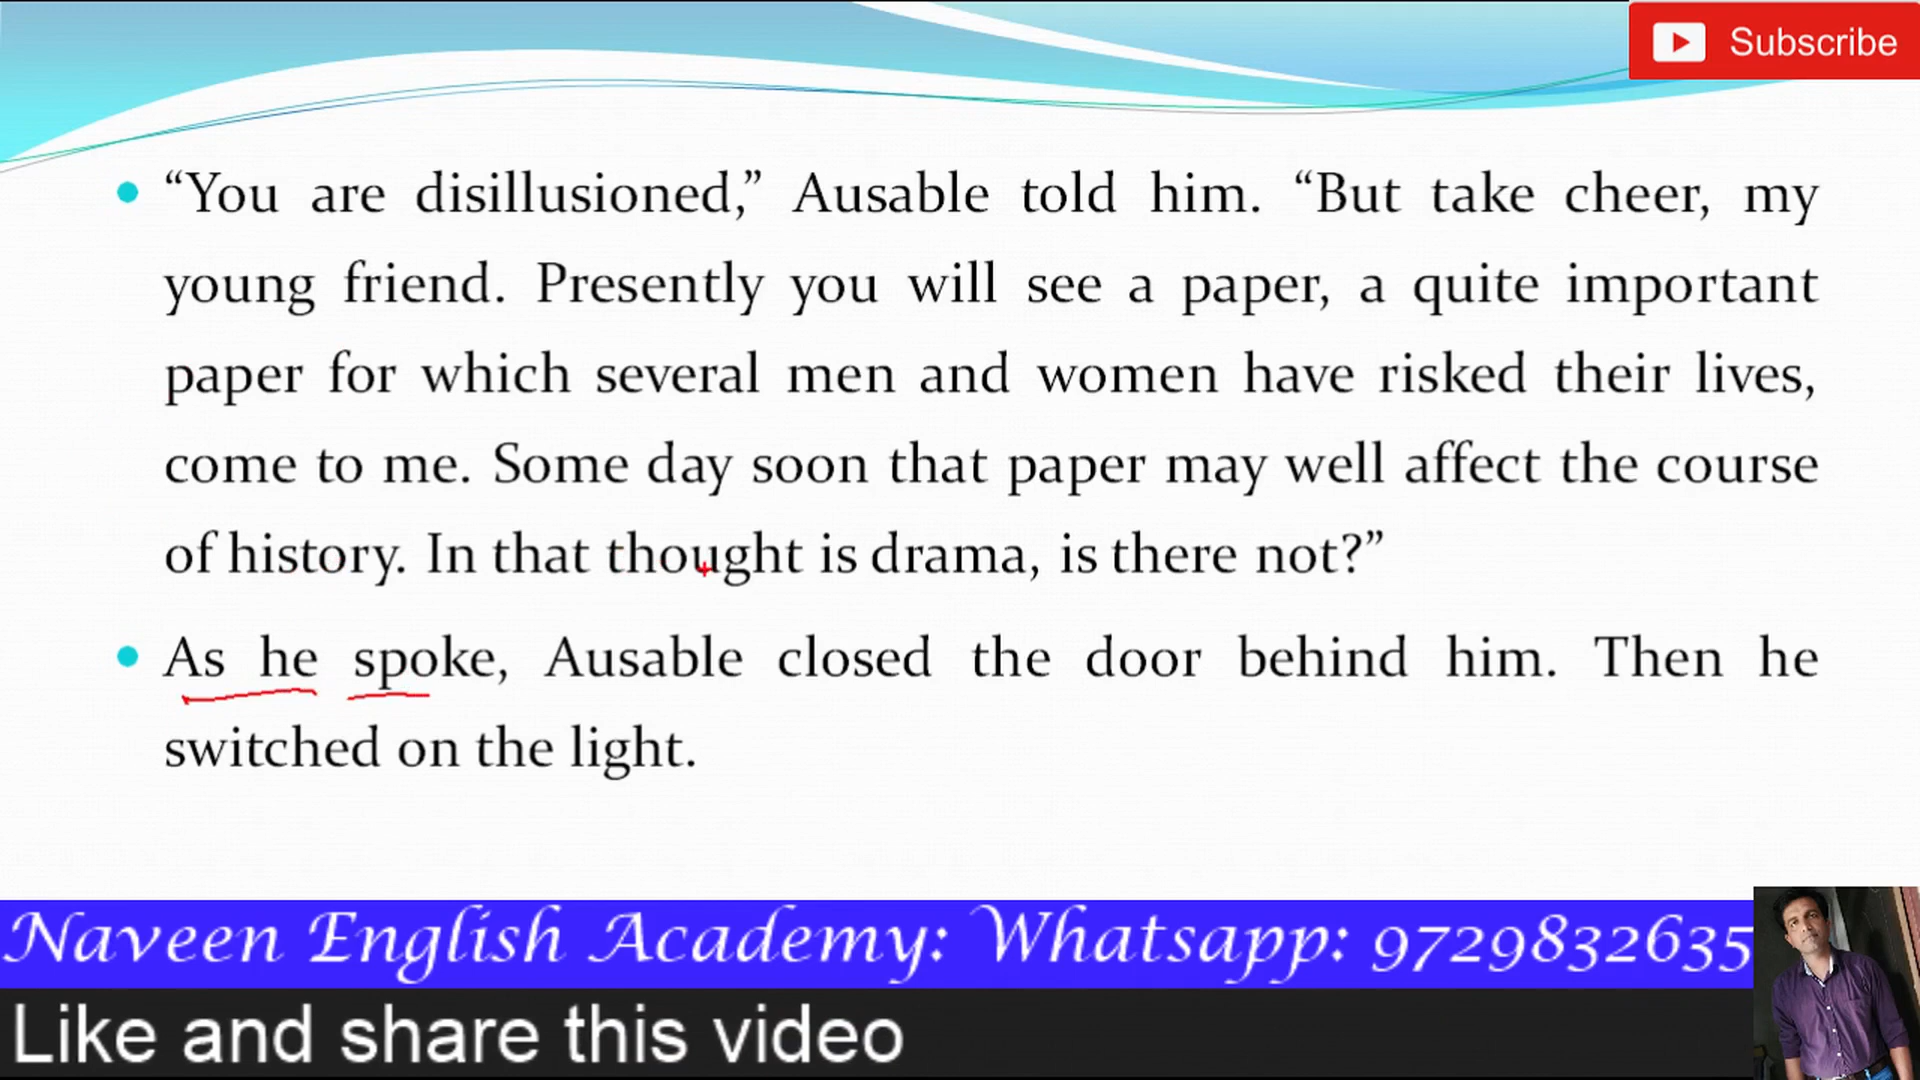 Subscribe
“You are disillusioned,” Ausable told him. “But take cheer, my
young friend. Presently you will see a paper, a quite important
paper for which several men and women have risked their lives,
come to me. Some day soon that paper may well affect the course
of history. In that thought is drama, is there not?”
As he spoke, Ausable closed the door behind him. Then he
switched on the light.
Naveen English Academy: Whatsapp: 9729832635
Like and share this video